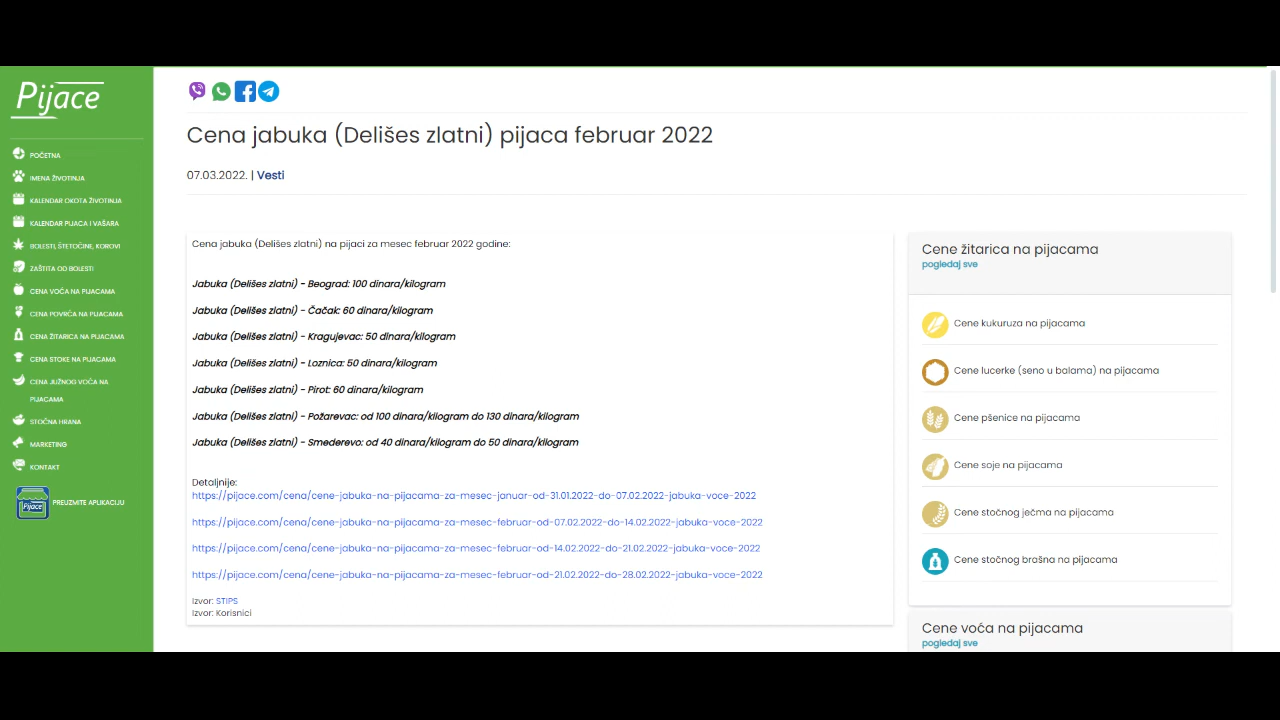 Pijace
POČETNA
IMENA ŽIVOTINJA
KALENDAR OKOTA ŽIVOTINJA
KALENDAR PIJACA I VAŠARA
BOLESTI, ŠTETOČINE, KOROVI
ZAŠTITA OD BOLESTI
CENA VOĆA NA PIJACAMA
CENA POVRĆA NA PIJACAMA
CENA ŽITARICA NA PIJACAMA
CENA STOKE NA PIJACAMA
CENA JUŽNOG VOĆA NA
PIJACAMA
STOČNA HRANA
MARKETING
KONTAKT
Pijace
PREUZMITE APLIKACIJU
Cena jabuka (Delišes zlatni) pijaca februar 2022
07.03.2022. | Vesti
Cena jabuka (Delišes zlatni) na pijaci za mesec februar 2022 godine:
Jabuka (Delišes zlatni) - Beograd: 100 dinara/kilogram
Jabuka (Delišes zlatni) - Čačak: 60 dinara/kilogram
Jabuka (Delišes zlatni) - Kragujevac: 50 dinara/kilogram
Jabuka (Delišes zlatni) - Loznica: 50 dinara/kilogram
Jabuka (Delišes zlatni) - Pirot: 60 dinara/kilogram
Jabuka (Delišes zlatni) - Požarevac: od 100 dinara/kilogram do 130 dinara/kilogram
Jabuka (Delišes zlatni) - Smederevo: od 40 dinara/kilogram do 50 dinara/kilogram
Detaljnije:
https://pijace.com/cena/cene-jabuka-na-pijacama-za-mesec-januar-od-31.01.2022-do-07.02.2022-jabuka-voce-2022
https://pijace.com/cena/cene-jabuka-na-pijacama-za-mesec-februar-od-07.02.2022-do-14.02.2022-jabuka-voce-2022
https://pijace.com/cena/cene-jabuka-na-pijacama-za-mesec-februar-od-14.02.2022-do-21.02.2022-jabuka-voce-2022
https://pijace.com/cena/cene-jabuka-na-pijacama-za-mesec-februar-od-21.02.2022-do-28.02.2022-jabuka-voce-2022
Izvor: STIPS
Izvor: Korisnici
Cene žitarica na pijacama
pogledaj sve
Cene kukuruza na pijacama
Cene lucerke (seno u balama) na pijacama
Cene pšenice na pijacama
Cene soje na pijacama
Cene stočnog ječma na pijacama
Cene stočnog brašna na pijacama
Cene voća na pijacama
pogledaj sve